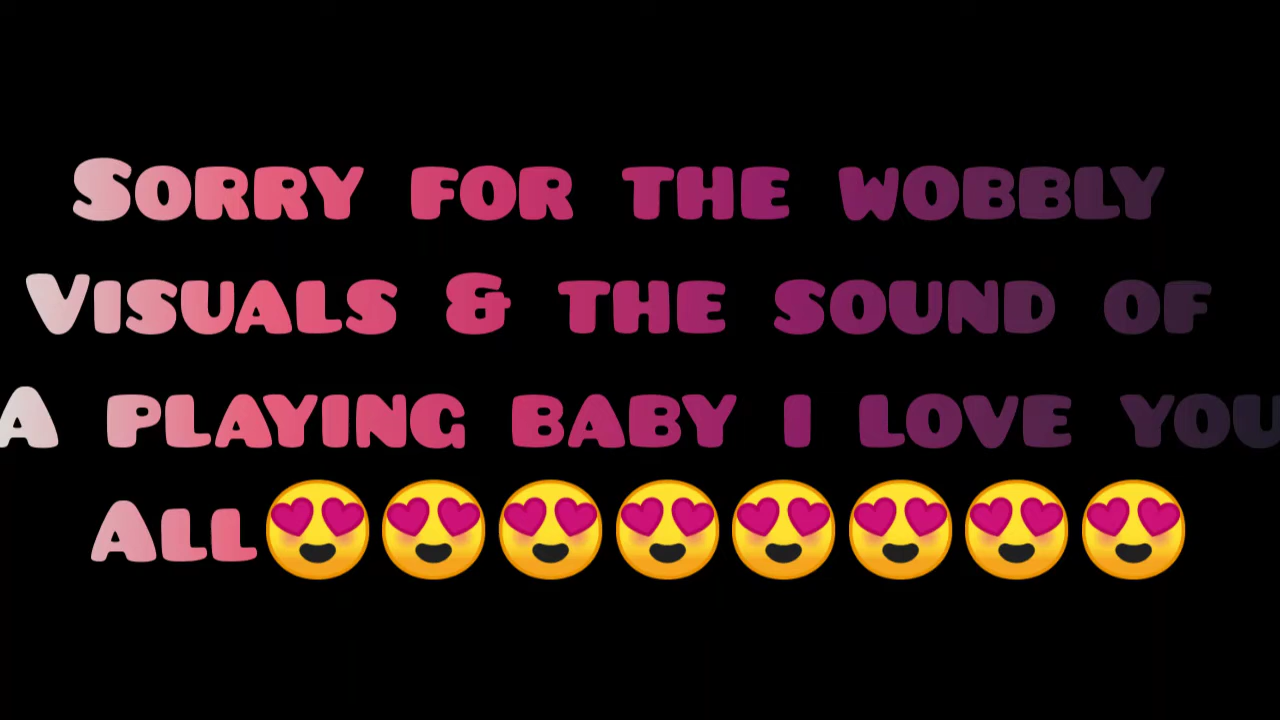 Sorry for the wobbly
Visuals & the sound of
A playing baby i love you
All😍😍😍😍😍😍😍😍